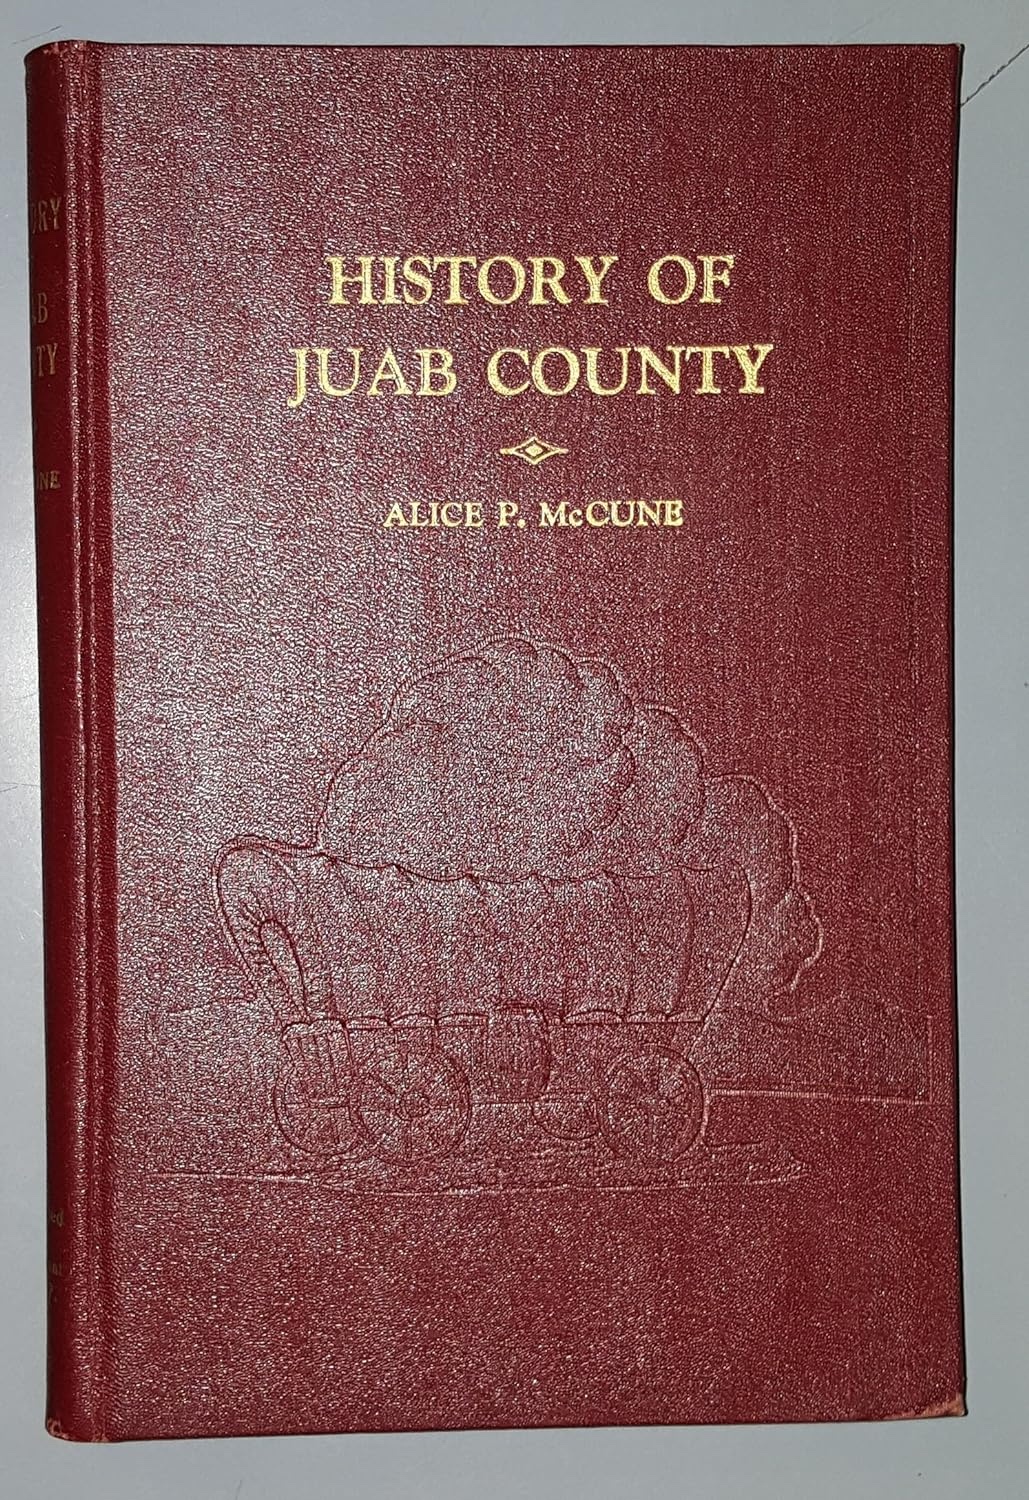 HISTORY OF
JUAB COUNTY
ALICE P. McCUNE